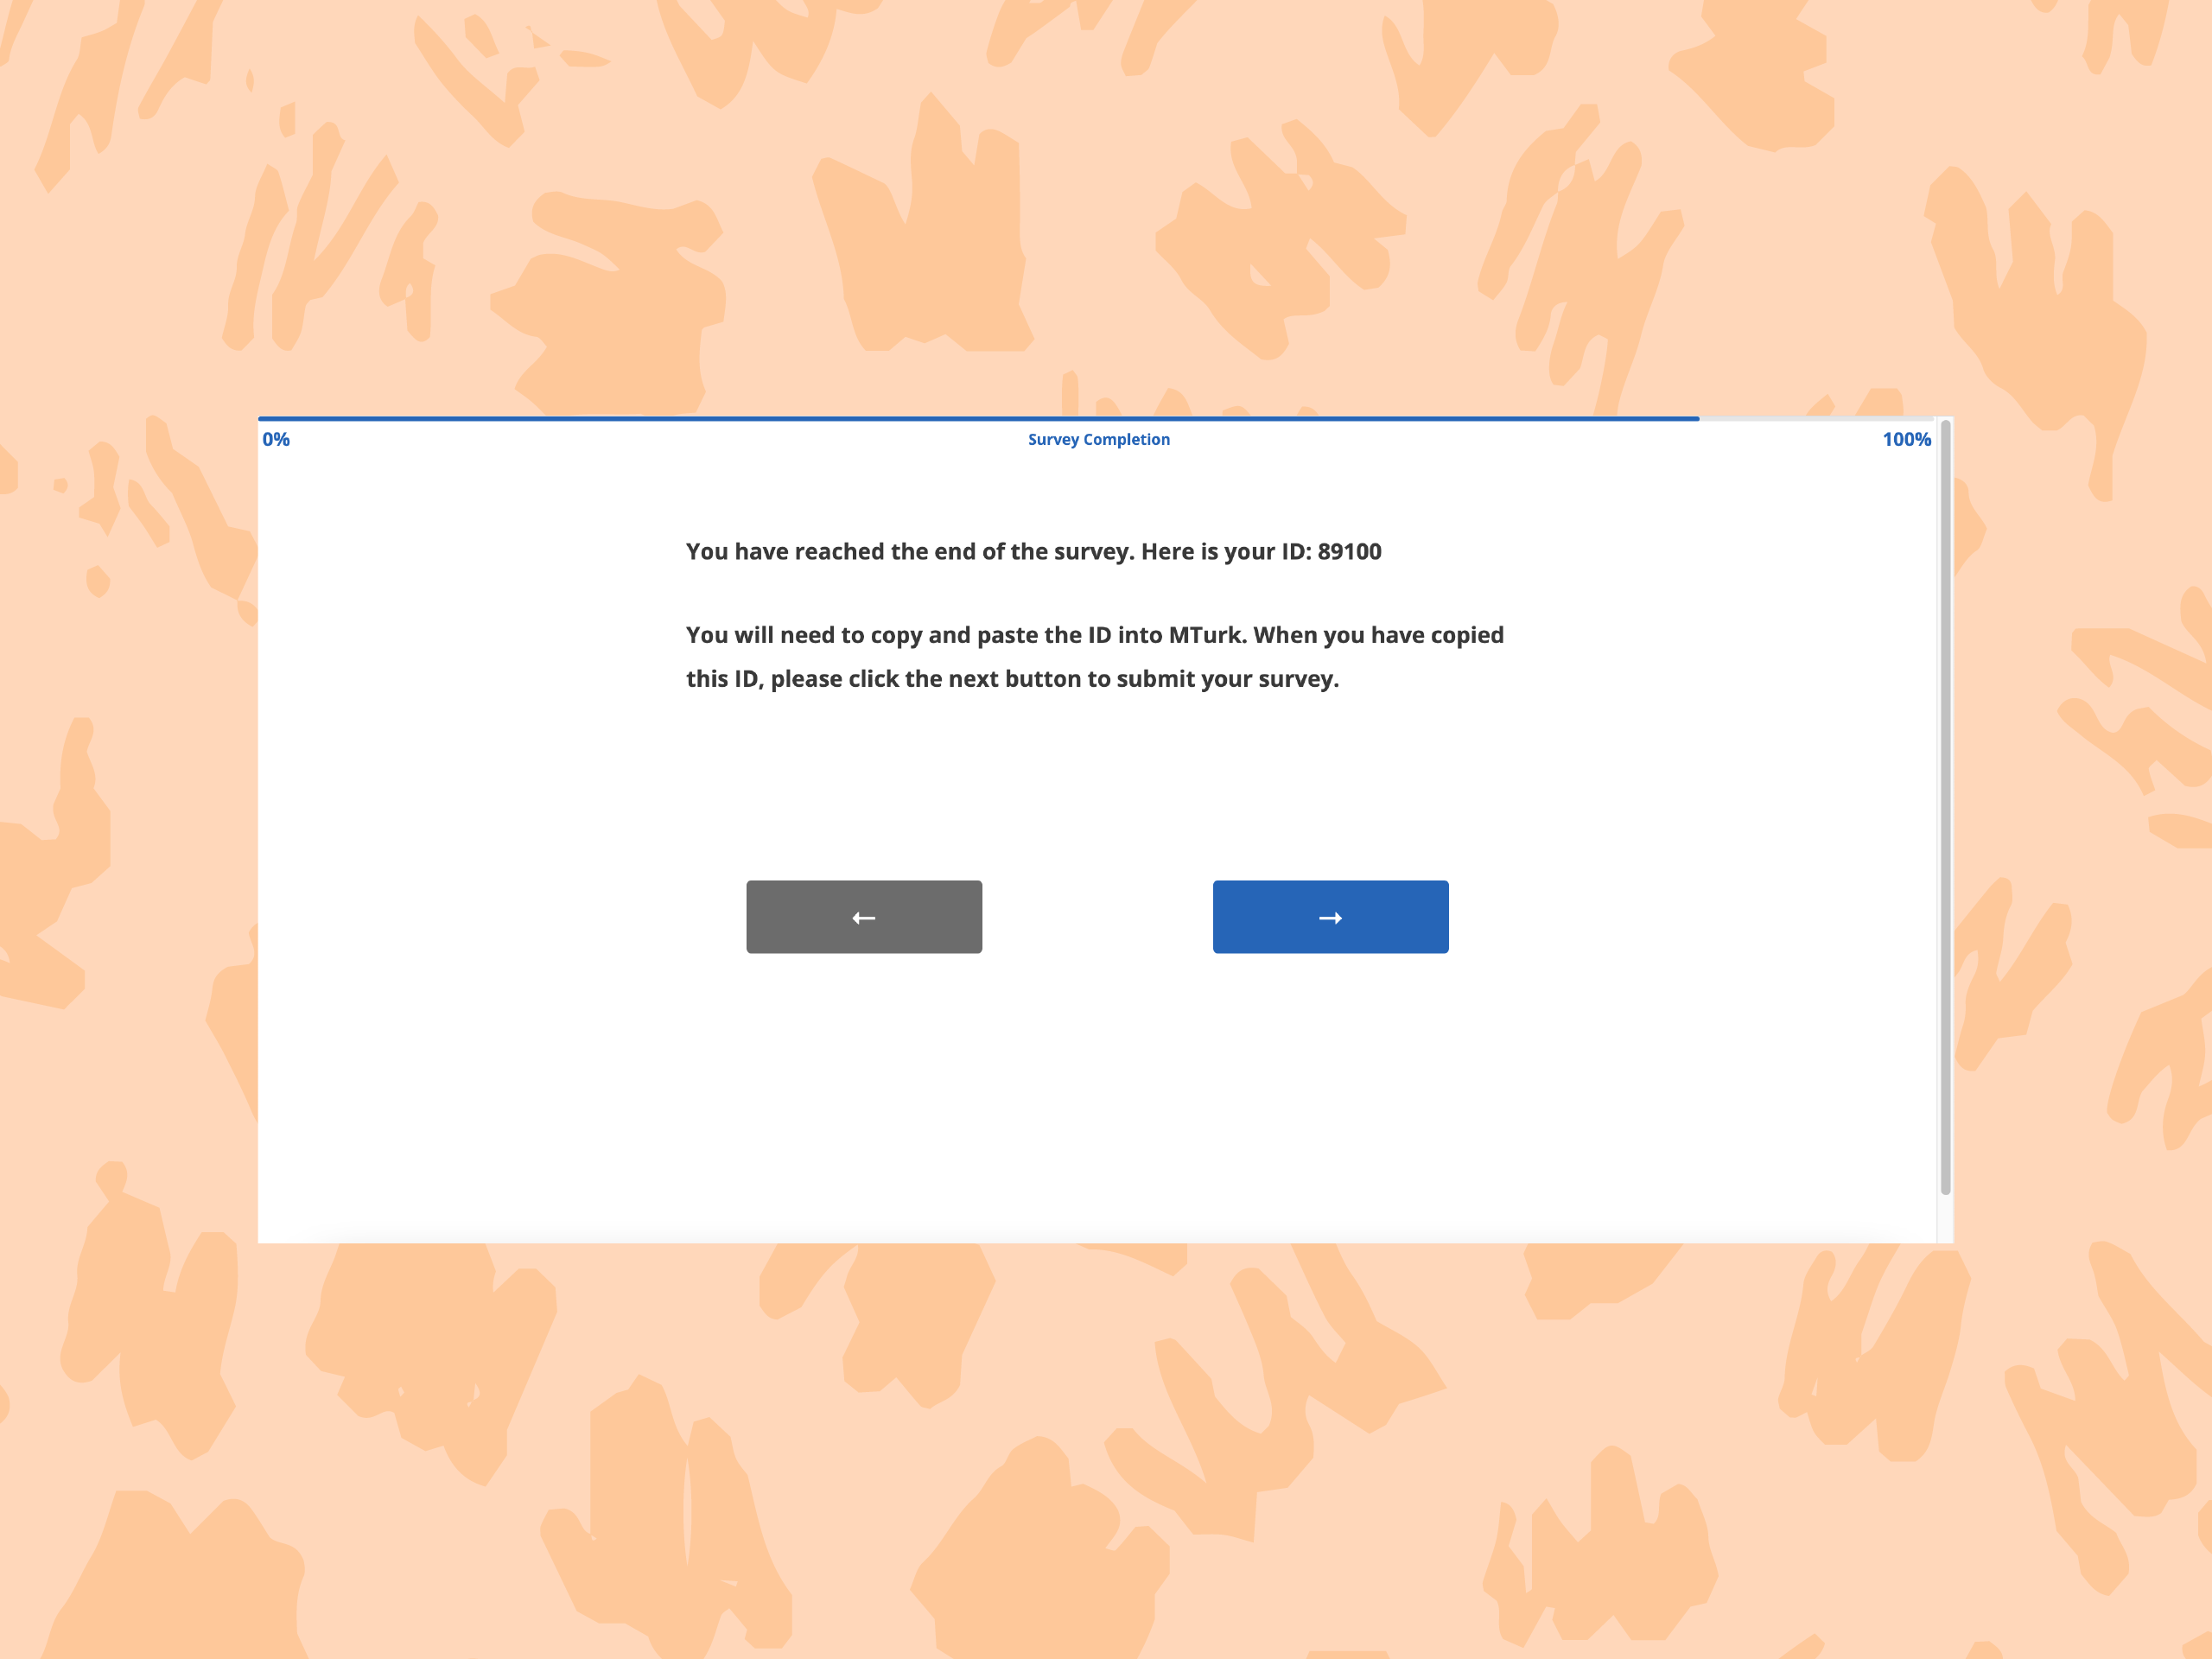 0% Survey Completion 100%
You have reached the end of the survey. Here is your ID: 89100
You will need to copy and paste the ID into MTurk. When you have copied
this ID, please click the next button to submit your survey.
← →